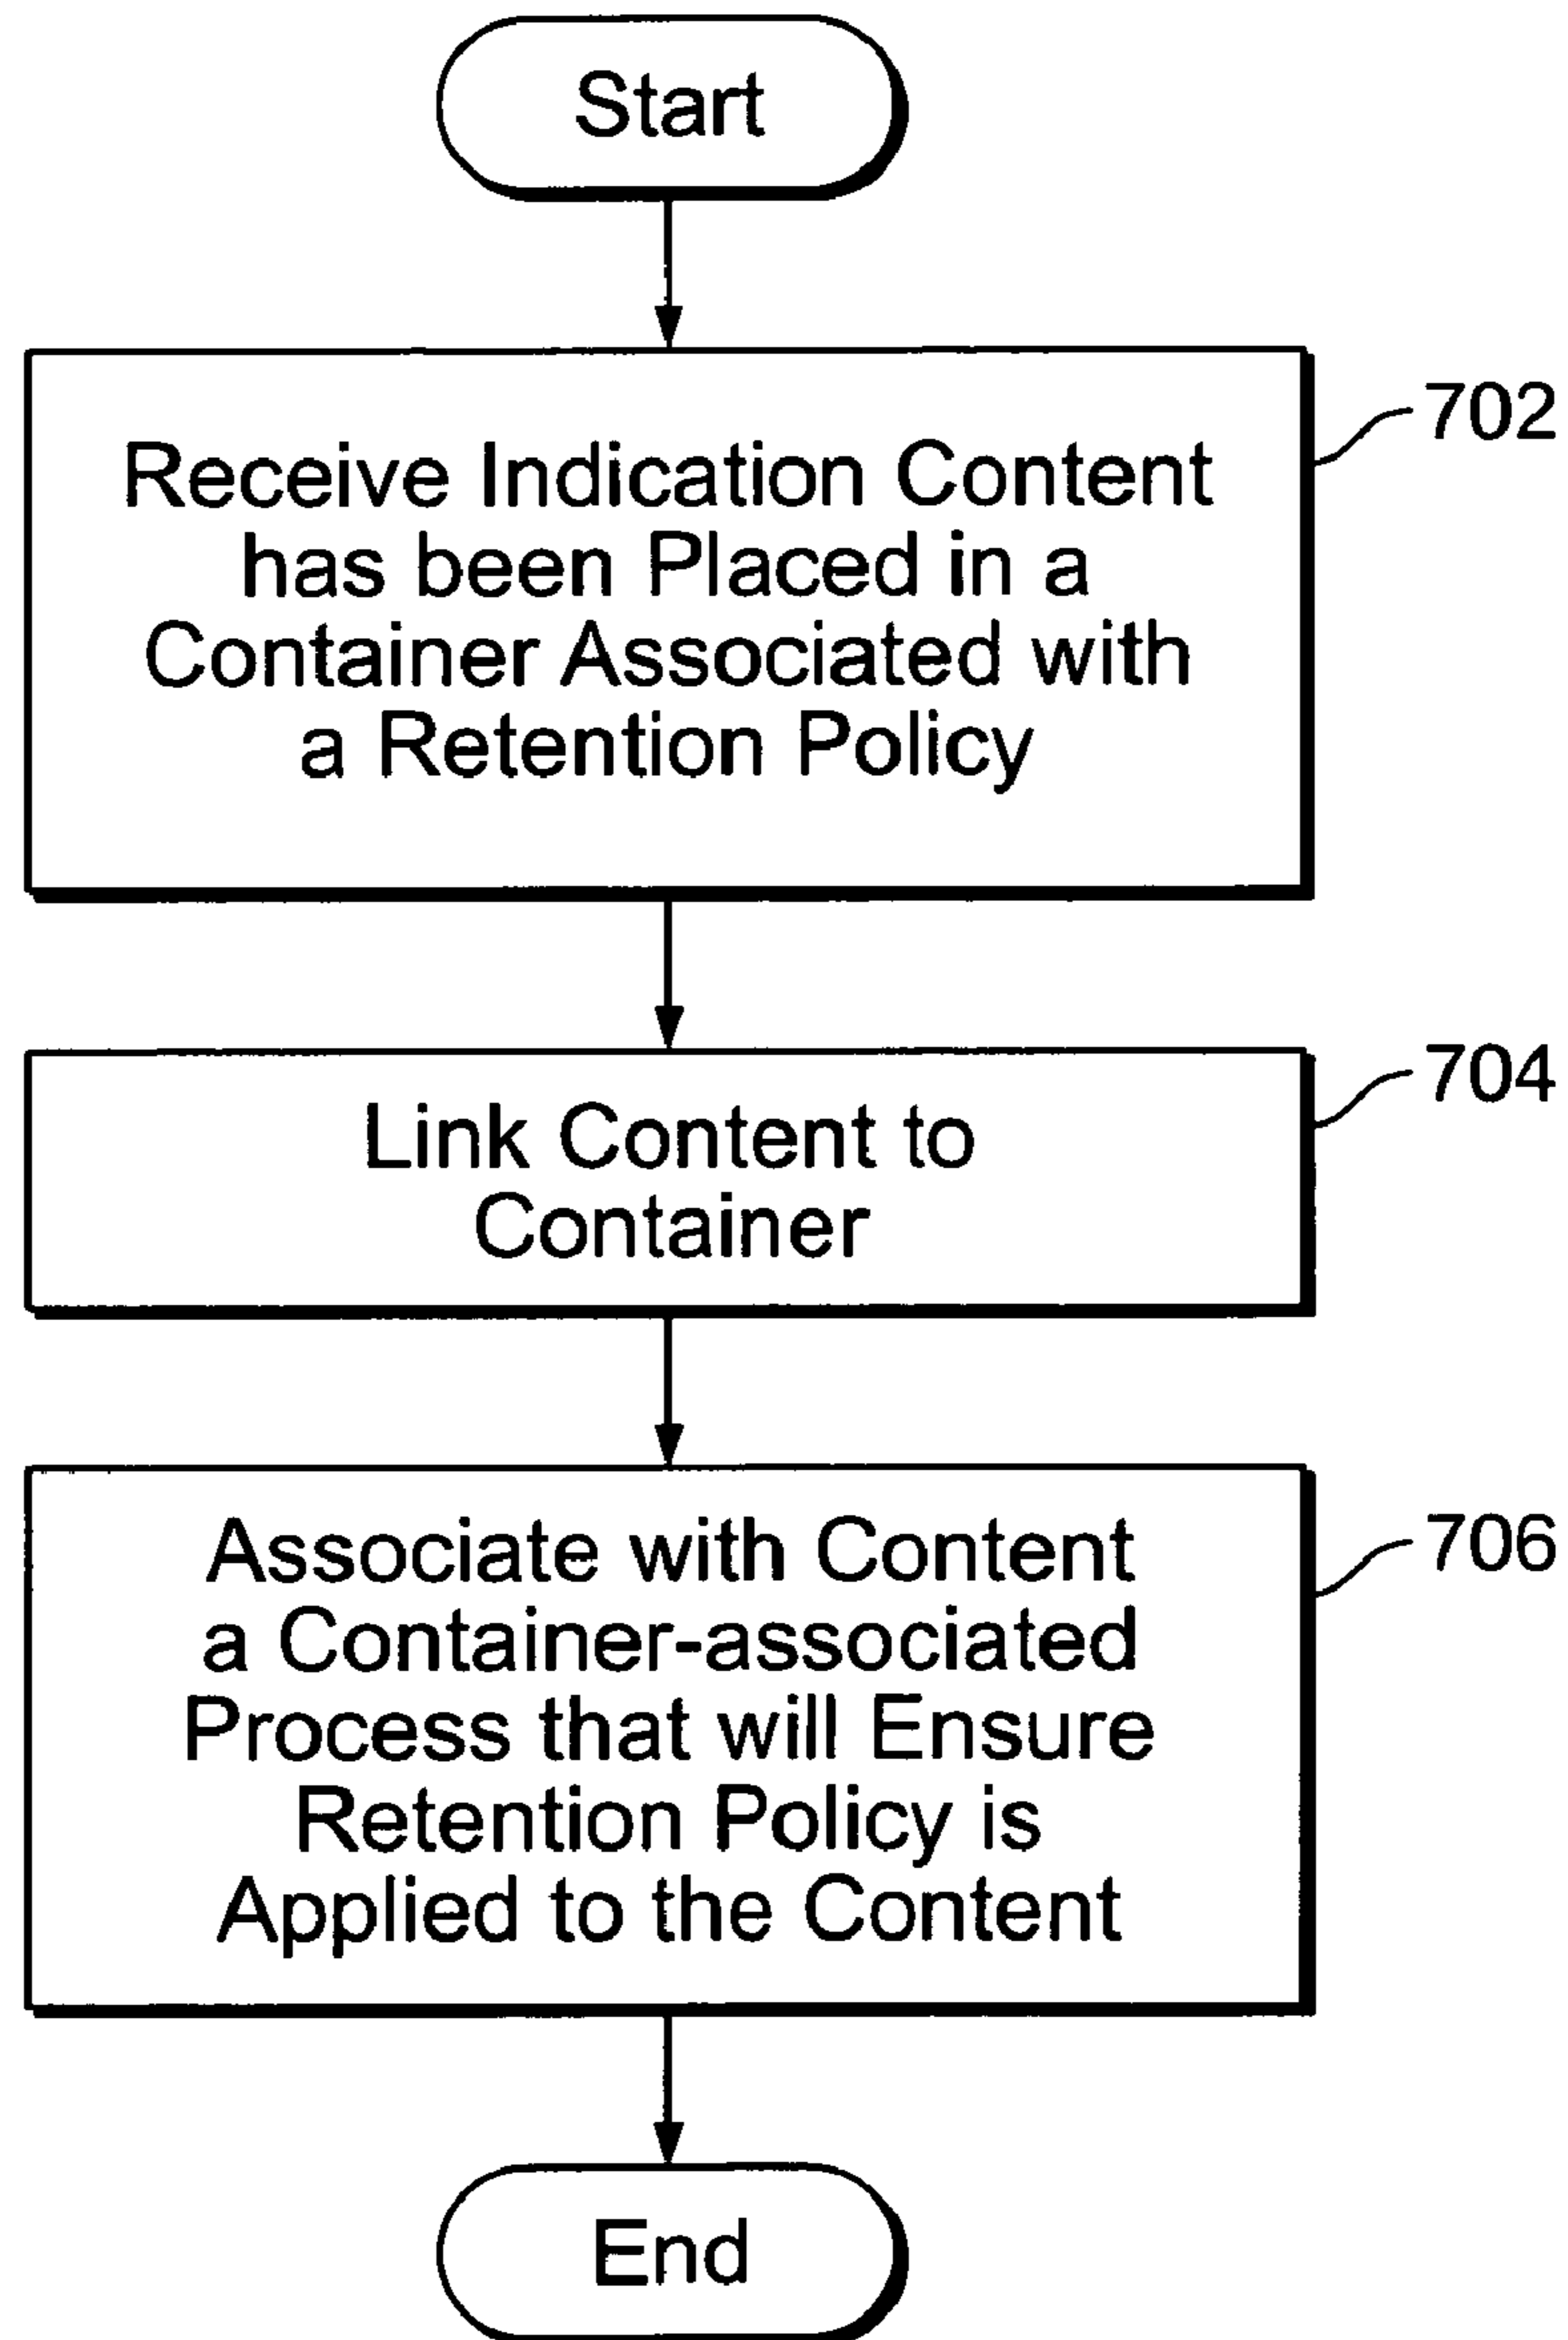 Start
702
Receive Indication Content
has been Placed in a
Container Associated with
a Retention Policy
704
Link Content to
Container
706
Associate with Content
a Container-associated
Process that will Ensure
Retention Policy is
Applied to the Content
End